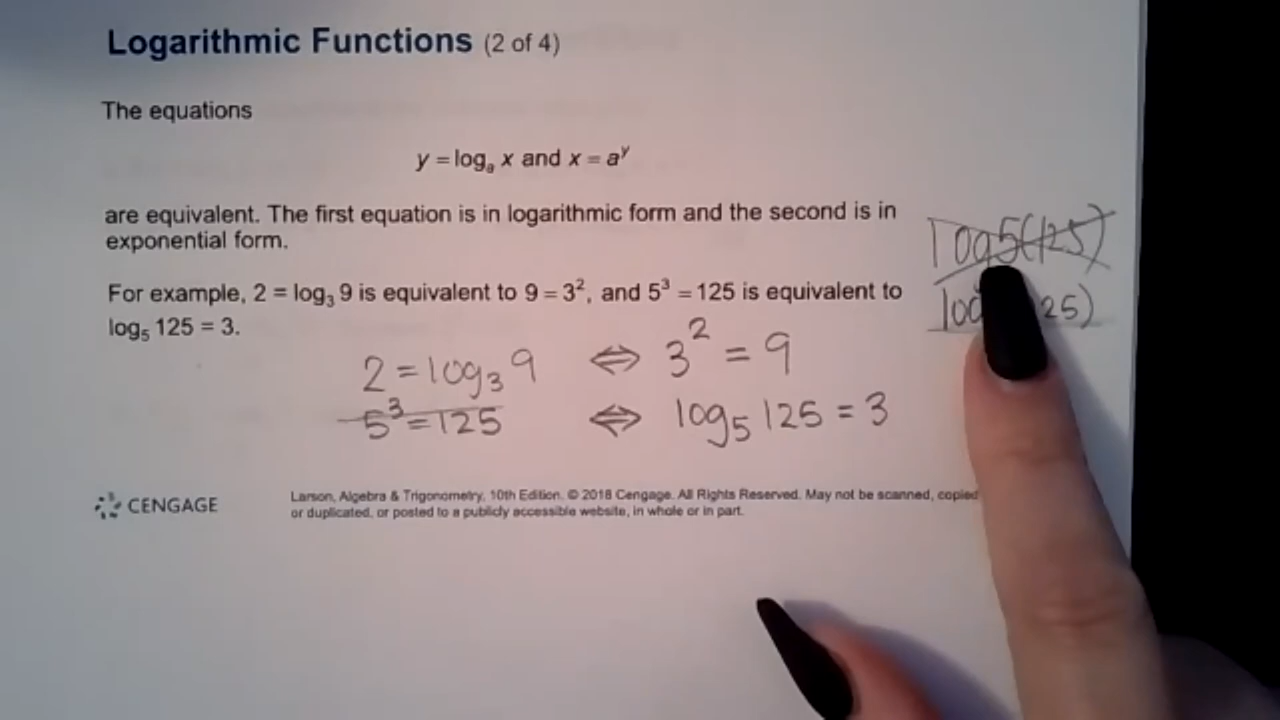 Logarithmic Functions (2 of 4)
The equations
y = logₐ x and x = aʸ
are equivalent. The first equation is in logarithmic form and the second is in
exponential form.
For example, 2 = log₃ 9 is equivalent to 9 = 3², and 5³ = 125 is equivalent to
log₅ 125 = 3.
log5(125)
log 25)
2 = log₃ 9 ⇔ 3² = 9
5³ = 125 ⇔ log₅ 125 = 3
CENGAGE
Larson, Algebra & Trigonometry, 10th Edition. © 2018 Cengage. All Rights Reserved. May not be scanned, copied
or duplicated, or posted to a publicly accessible website, in whole or in part.